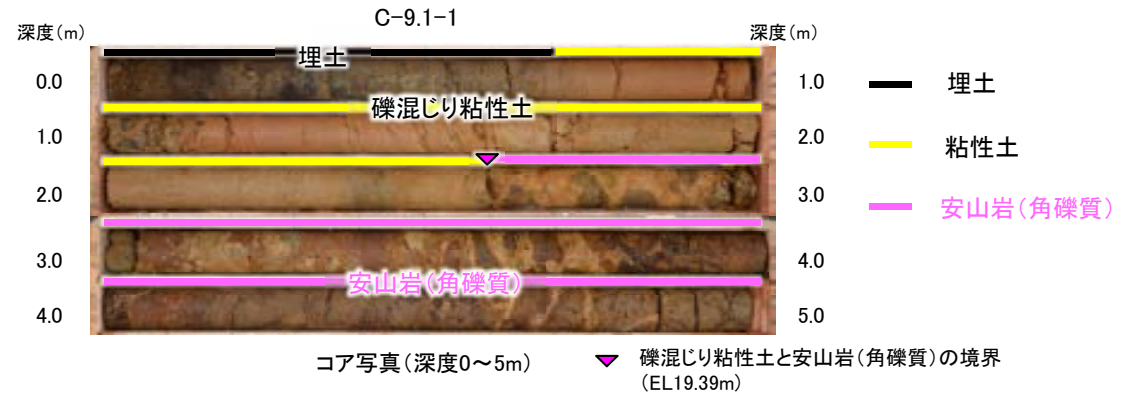 C-9.1-1
深度(m)
深度(m)
埋土
0.0
1.0
埋土
礫混じり粘性土
1.0
2.0
粘性土
2.0
3.0
安山岩(角礫質)
3.0
4.0
安山岩(角礫質)
4.0
5.0
コア写真(深度0～5m)
礫混じり粘性土と安山岩(角礫質)の境界
(EL19.39m)